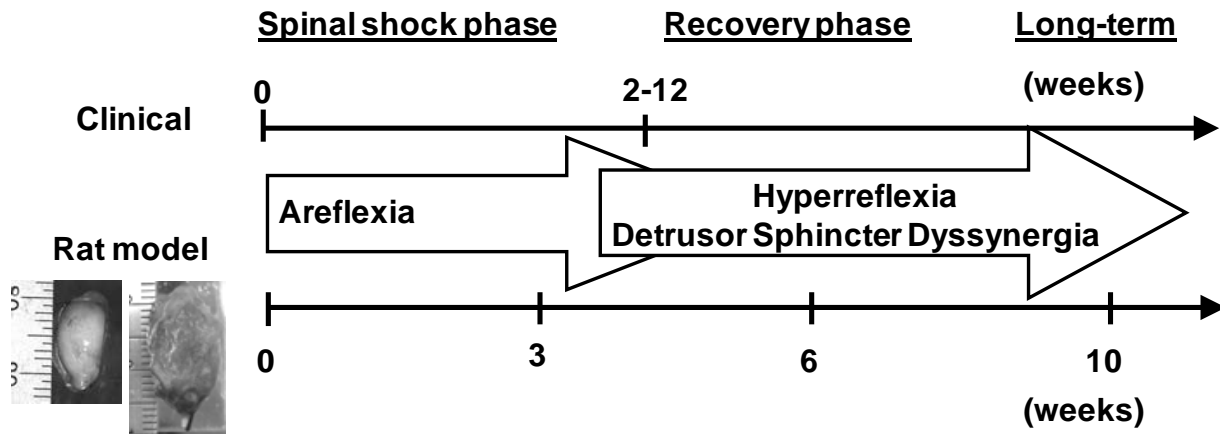 Spinal shock phase
Recovery phase
Long-term
(weeks)
0
2-12
Clinical
Areflexia
Hyperreflexia
Detrusor Sphincter Dyssynergia
Rat model
0
3
6
10
(weeks)